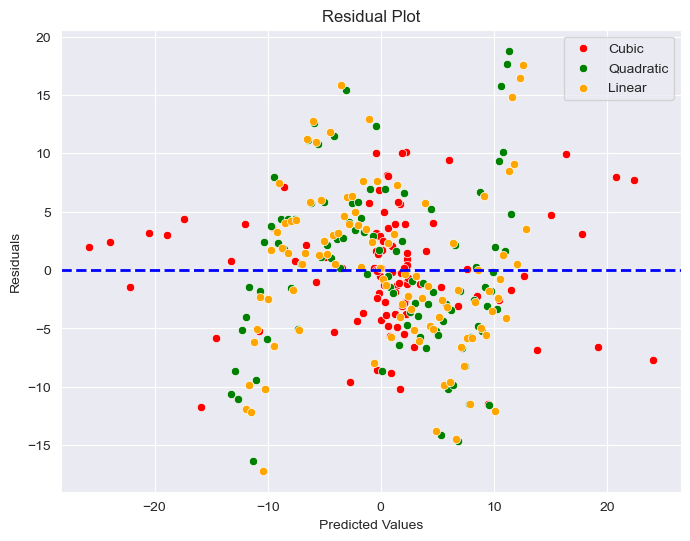 Residual Plot
Cubic
Quadratic
Linear
20
15
10
5
0
−5
−10
−15
Residuals
−20
−10
0
10
20
Predicted Values